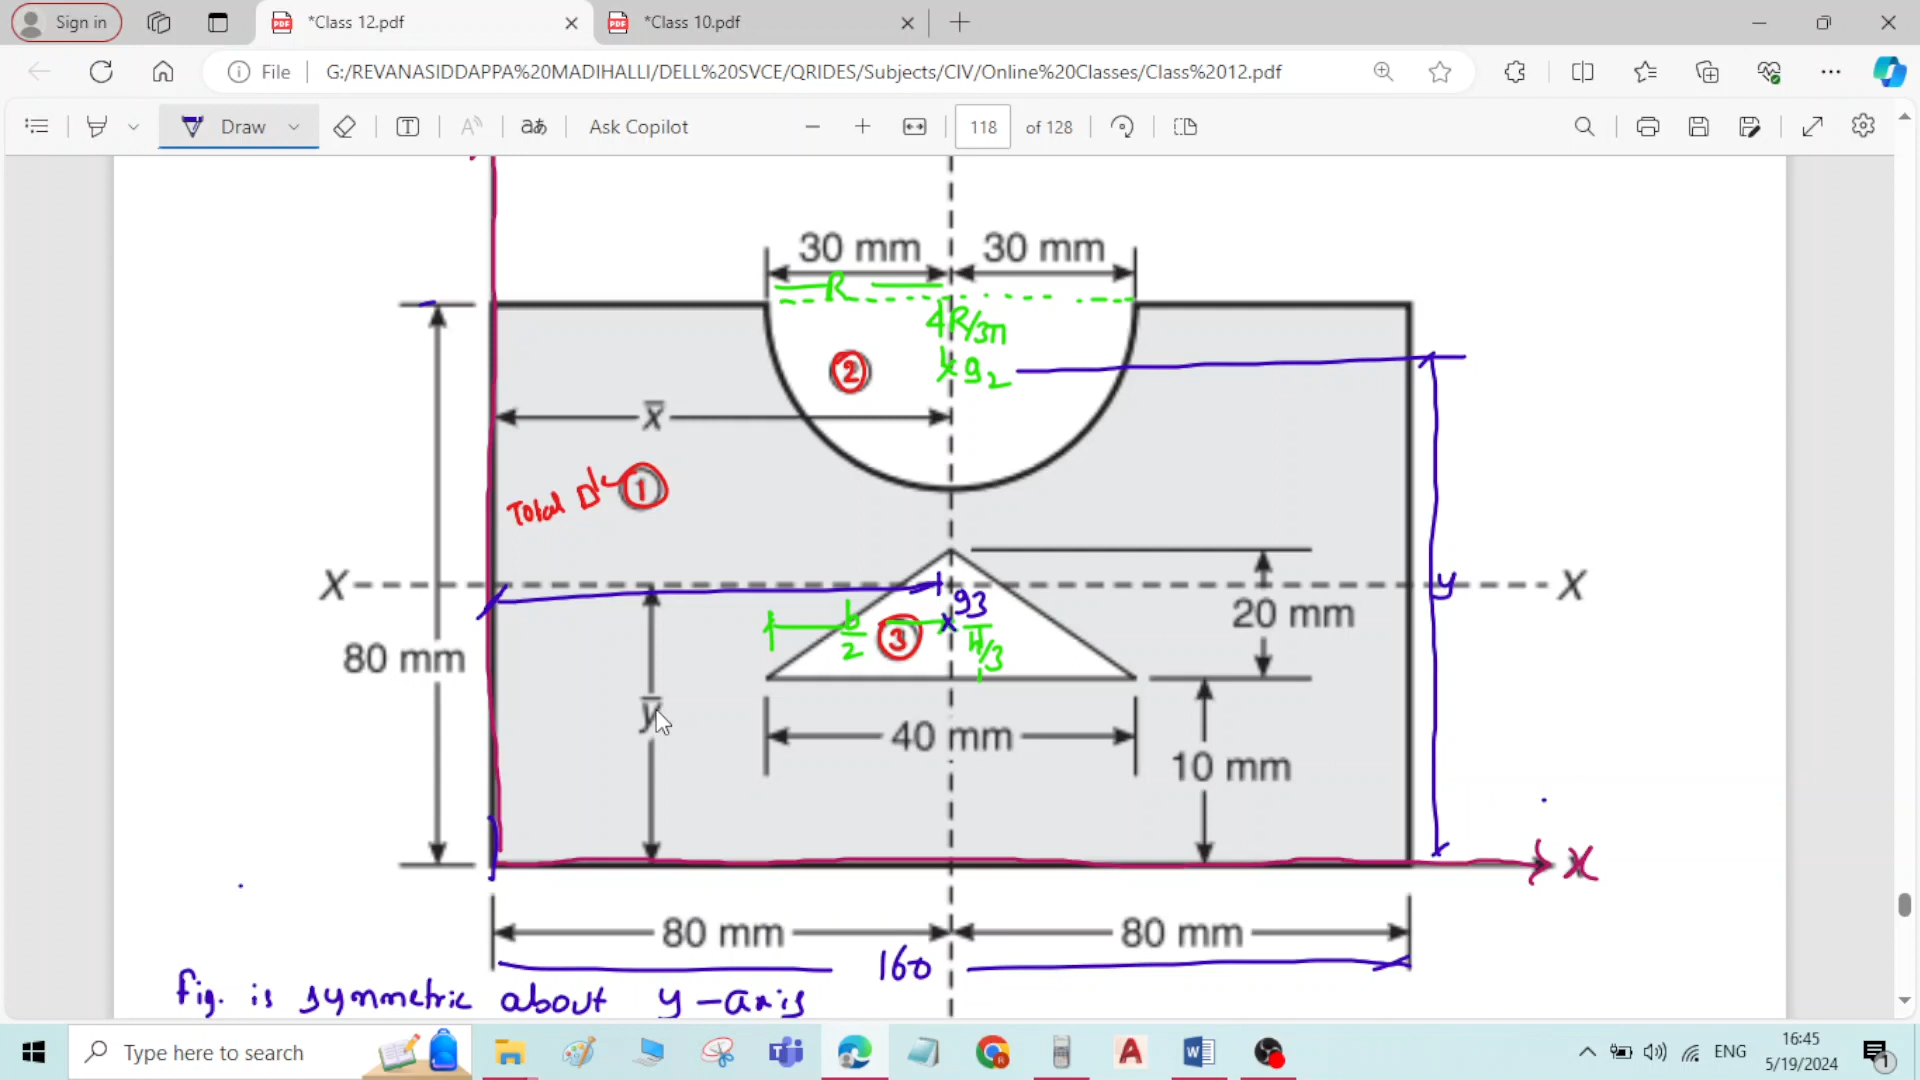 Sign in
*Class 12.pdf
*Class 10.pdf
File
G:/REVANASIDDAPPA%20MADIHALLI/DELL%20SVCE/QRIDES/Subjects/CIV/Online%20Classes/Class%2012.pdf
Draw
Ask Copilot
118
of 128
30 mm
30 mm
R
4R/3π
2
g2
x̅
Total
1
X
X
y
g3
20 mm
b/2
3
H/3
80 mm
y̅
40 mm
10 mm
x
80 mm
80 mm
160
fig. is symmetric about y-axis
Type here to search
ENG
16:45
5/19/2024
1